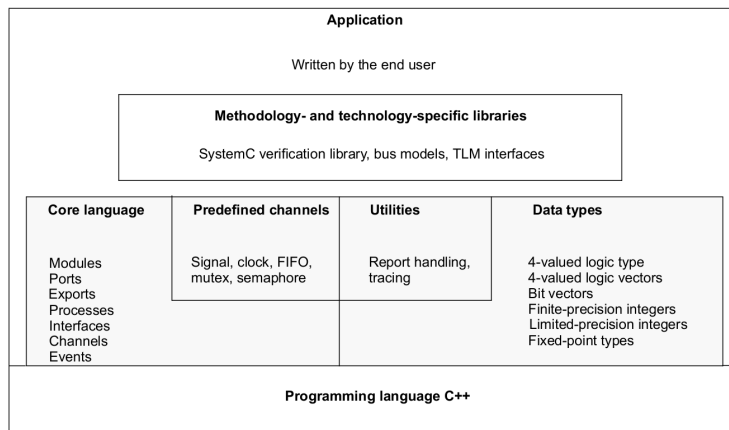 Application
Written by the end user
Methodology- and technology-specific libraries
SystemC verification library, bus models, TLM interfaces
Core language
Modules
Ports
Exports
Processes
Interfaces
Channels
Events
Predefined channels
Signal, clock, FIFO,
mutex, semaphore
Utilities
Report handling,
tracing
Data types
4-valued logic type
4-valued logic vectors
Bit vectors
Finite-precision integers
Limited-precision integers
Fixed-point types
Programming language C++